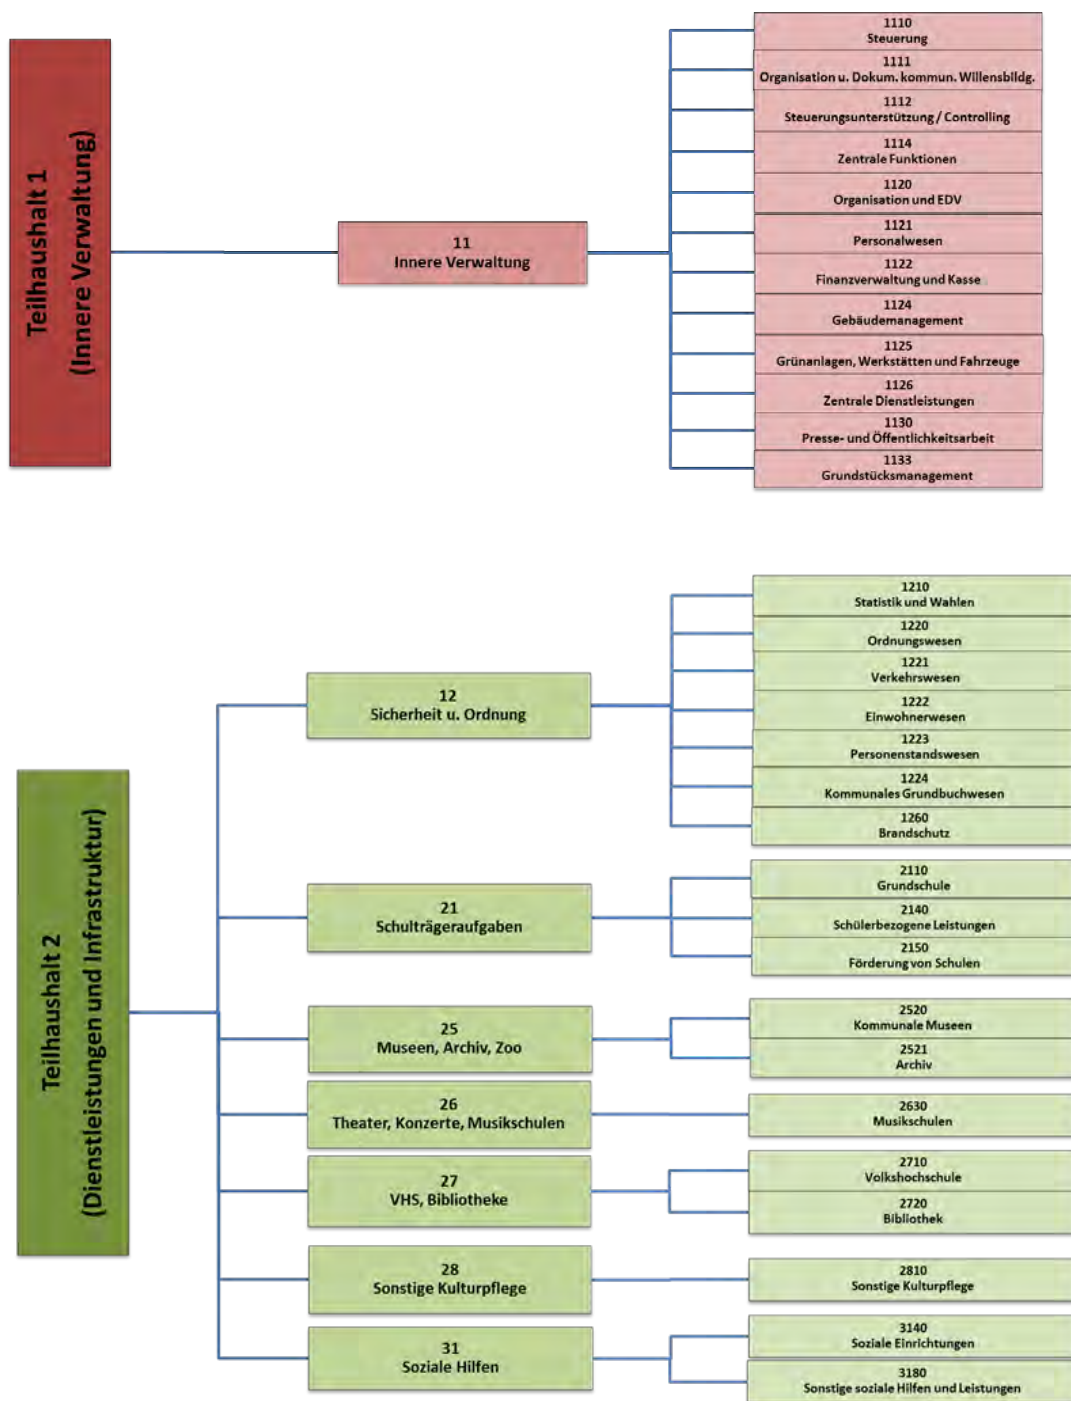 Teilhaushalt 1
(Innere Verwaltung)
11
Innere Verwaltung
1110
Steuerung
1111
Organisation u. Dokum. kommun. Willensbildg.
1112
Steuerungsunterstützung / Controlling
1114
Zentrale Funktionen
1120
Organisation und EDV
1121
Personalwesen
1122
Finanzverwaltung und Kasse
1124
Gebäudemanagement
1125
Grünanlagen, Werkstätten und Fahrzeuge
1126
Zentrale Dienstleistungen
1130
Presse- und Öffentlichkeitsarbeit
1133
Grundstücksmanagement
Teilhaushalt 2
(Dienstleistungen und Infrastruktur)
12
Sicherheit u. Ordnung
1210
Statistik und Wahlen
1220
Ordnungswesen
1221
Verkehrswesen
1222
Einwohnerwesen
1223
Personenstandswesen
1224
Kommunales Grundbuchwesen
1260
Brandschutz
21
Schulträgeraufgaben
2110
Grundschule
2140
Schülerbezogene Leistungen
2150
Förderung von Schulen
25
Museen, Archiv, Zoo
2520
Kommunale Museen
2521
Archiv
26
Theater, Konzerte, Musikschulen
2630
Musikschulen
27
VHS, Bibliotheke
2710
Volkshochschule
2720
Bibliothek
28
Sonstige Kulturpflege
2810
Sonstige Kulturpflege
31
Soziale Hilfen
3140
Soziale Einrichtungen
3180
Sonstige soziale Hilfen und Leistungen